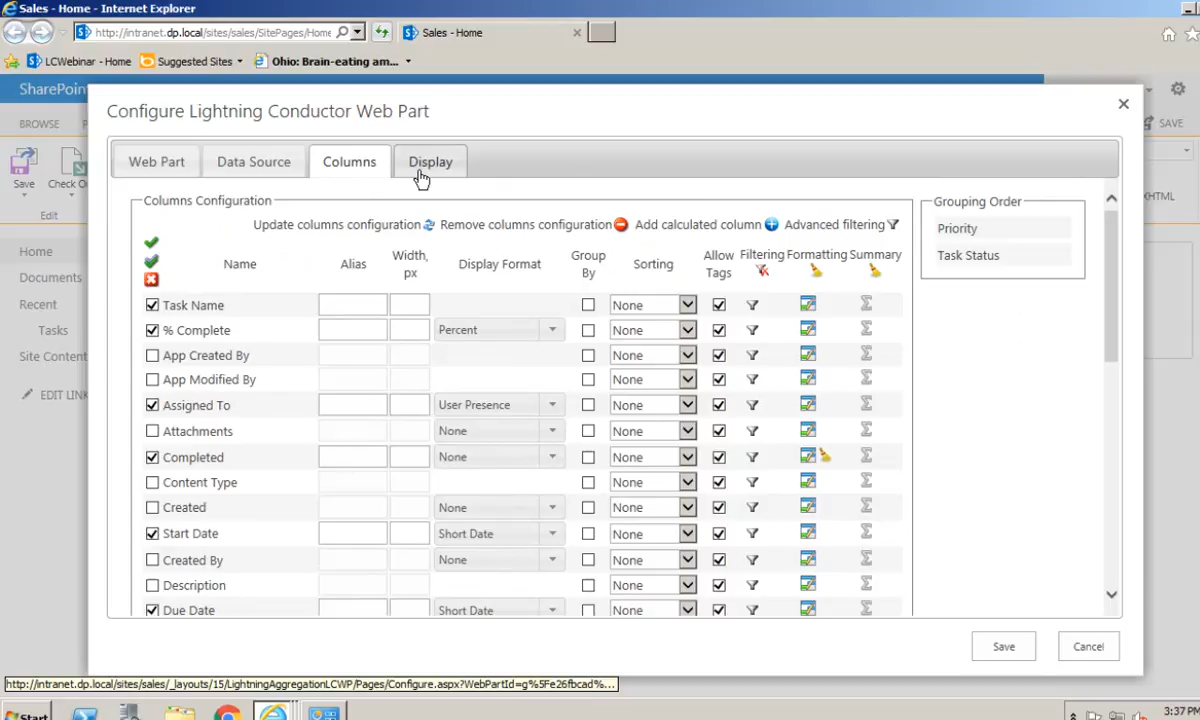 Sales - Home - Internet Explorer
http://intranet.dp.local/sites/sales/SitePages/Home
Sales - Home
LCWebinar - Home
Suggested Sites
Ohio: Brain-eating am...
SharePoin
BROWSE
SAVE
Configure Lightning Conductor Web Part
Web Part
Data Source
Columns
Display
Save
Check O
Edit
XHTML
Home
Documents
Recent
Tasks
Site Content
EDIT LINK
Columns Configuration
Update columns configuration
Remove columns configuration
Add calculated column
Advanced filtering
Grouping Order
Priority
Task Status
Name
Alias
Width, px
Display Format
Group By
Sorting
Allow Tags
Filtering
Formatting
Summary
Task Name None
% Complete Percent None
App Created By None
App Modified By None
Assigned To User Presence None
Attachments None None
Completed None None
Content Type None
Created None None
Start Date Short Date None
Created By None None
Description None
Due Date Short Date None
Save
Cancel
http://intranet.dp.local/sites/sales/_layouts/15/LightningAggregationLCWP/Pages/Configure.aspx?WebPartId=g%5Fe26fbcad%...
Start
3:37 PM